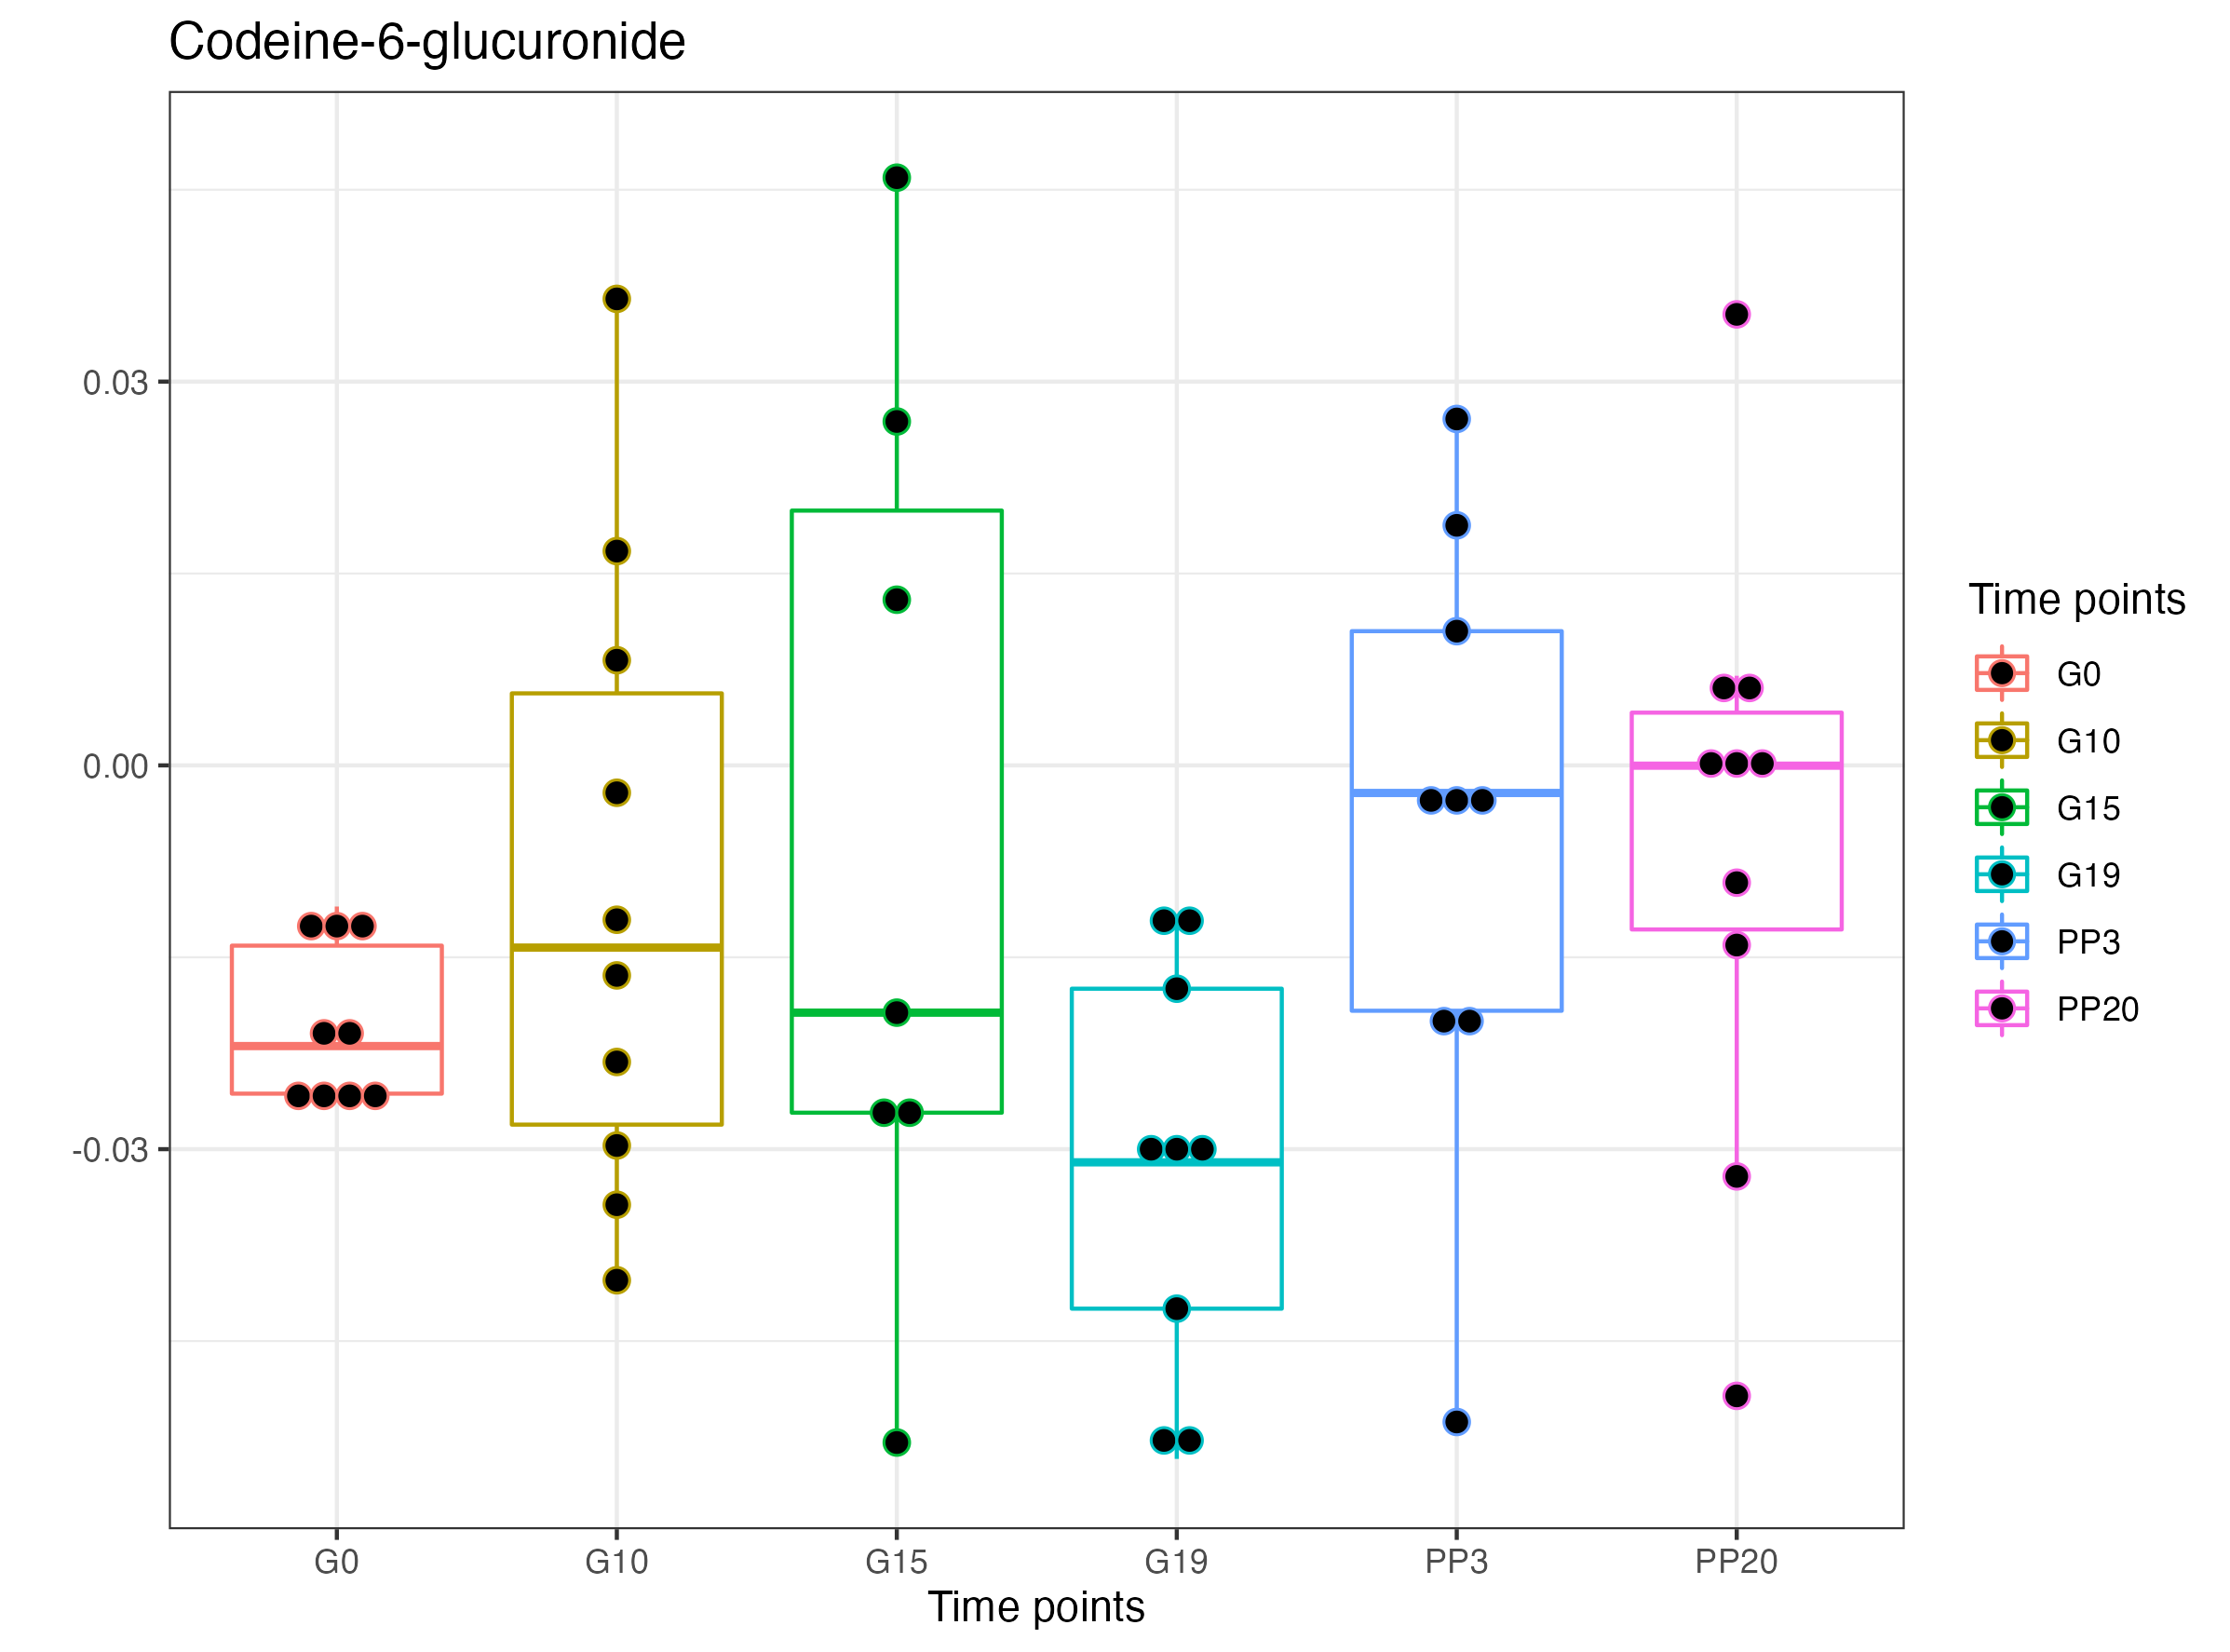 Codeine-6-glucuronide
0.03
0.00
-0.03
G0 G10 G15 G19 PP3 PP20
Time points
Time points
G0
G10
G15
G19
PP3
PP20